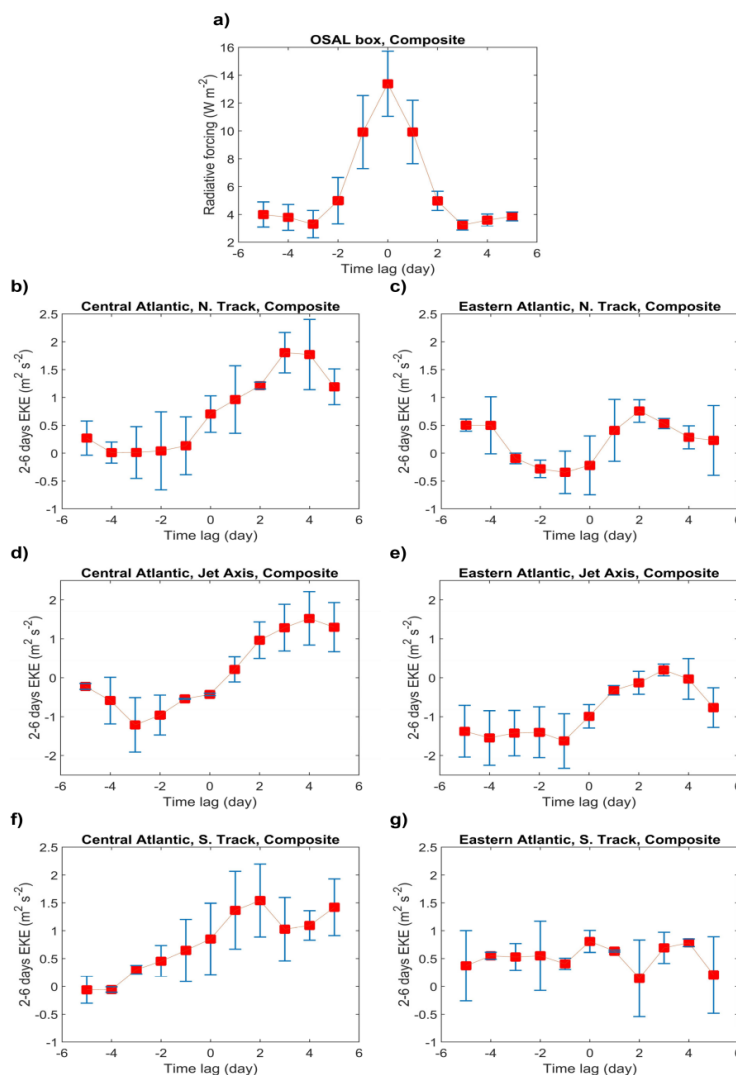 a)
OSAL box, Composite
16
14
12
10
8
6
4
2
Radiative forcing (W m⁻²)
-6 -4 -2 0 2 4 6
Time lag (day)
b)
Central Atlantic, N. Track, Composite
2.5
2
1.5
1
0.5
0
-0.5
-1
2-6 days EKE (m² s⁻²)
-6 -4 -2 0 2 4 6
Time lag (day)
c)
Eastern Atlantic, N. Track, Composite
2.5
2
1.5
1
0.5
0
-0.5
-1
2-6 days EKE (m² s⁻²)
-6 -4 -2 0 2 4 6
Time lag (day)
d)
Central Atlantic, Jet Axis, Composite
2
1
0
-1
-2
2-6 days EKE (m² s⁻²)
-6 -4 -2 0 2 4 6
Time lag (day)
e)
Eastern Atlantic, Jet Axis, Composite
2
1
0
-1
-2
2-6 days EKE (m² s⁻²)
-6 -4 -2 0 2 4 6
Time lag (day)
f)
Central Atlantic, S. Track, Composite
2.5
2
1.5
1
0.5
0
-0.5
-1
2-6 days EKE (m² s⁻²)
-6 -4 -2 0 2 4 6
Time lag (day)
g)
Eastern Atlantic, S. Track, Composite
2.5
2
1.5
1
0.5
0
-0.5
-1
2-6 days EKE (m² s⁻²)
-6 -4 -2 0 2 4 6
Time lag (day)